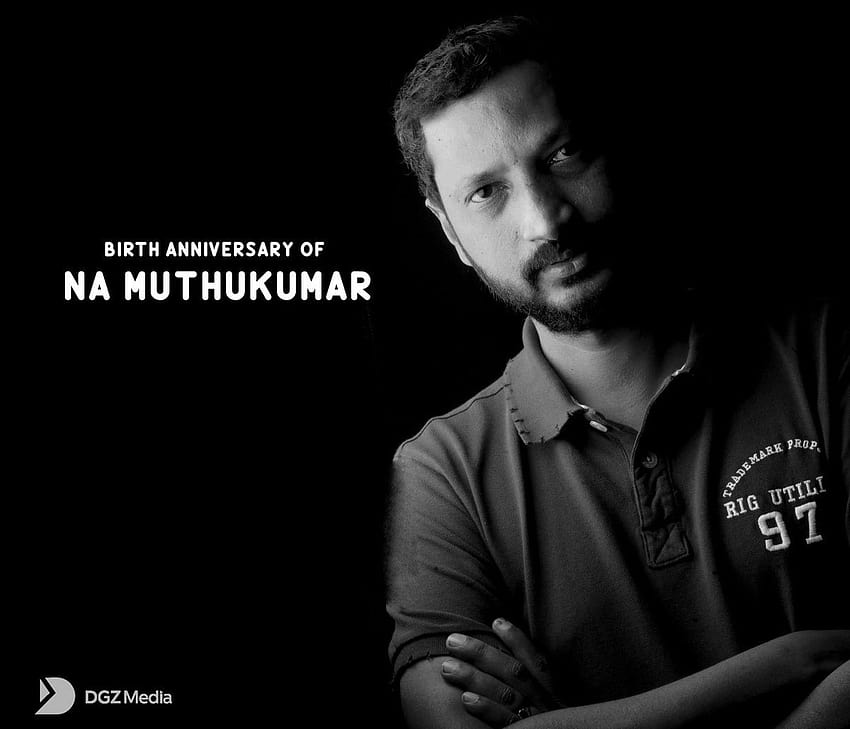 BIRTH ANNIVERSARY OF
NA MUTHUKUMAR
TRADEMARK PROP.
RIG UTILI
97
DGZ Media